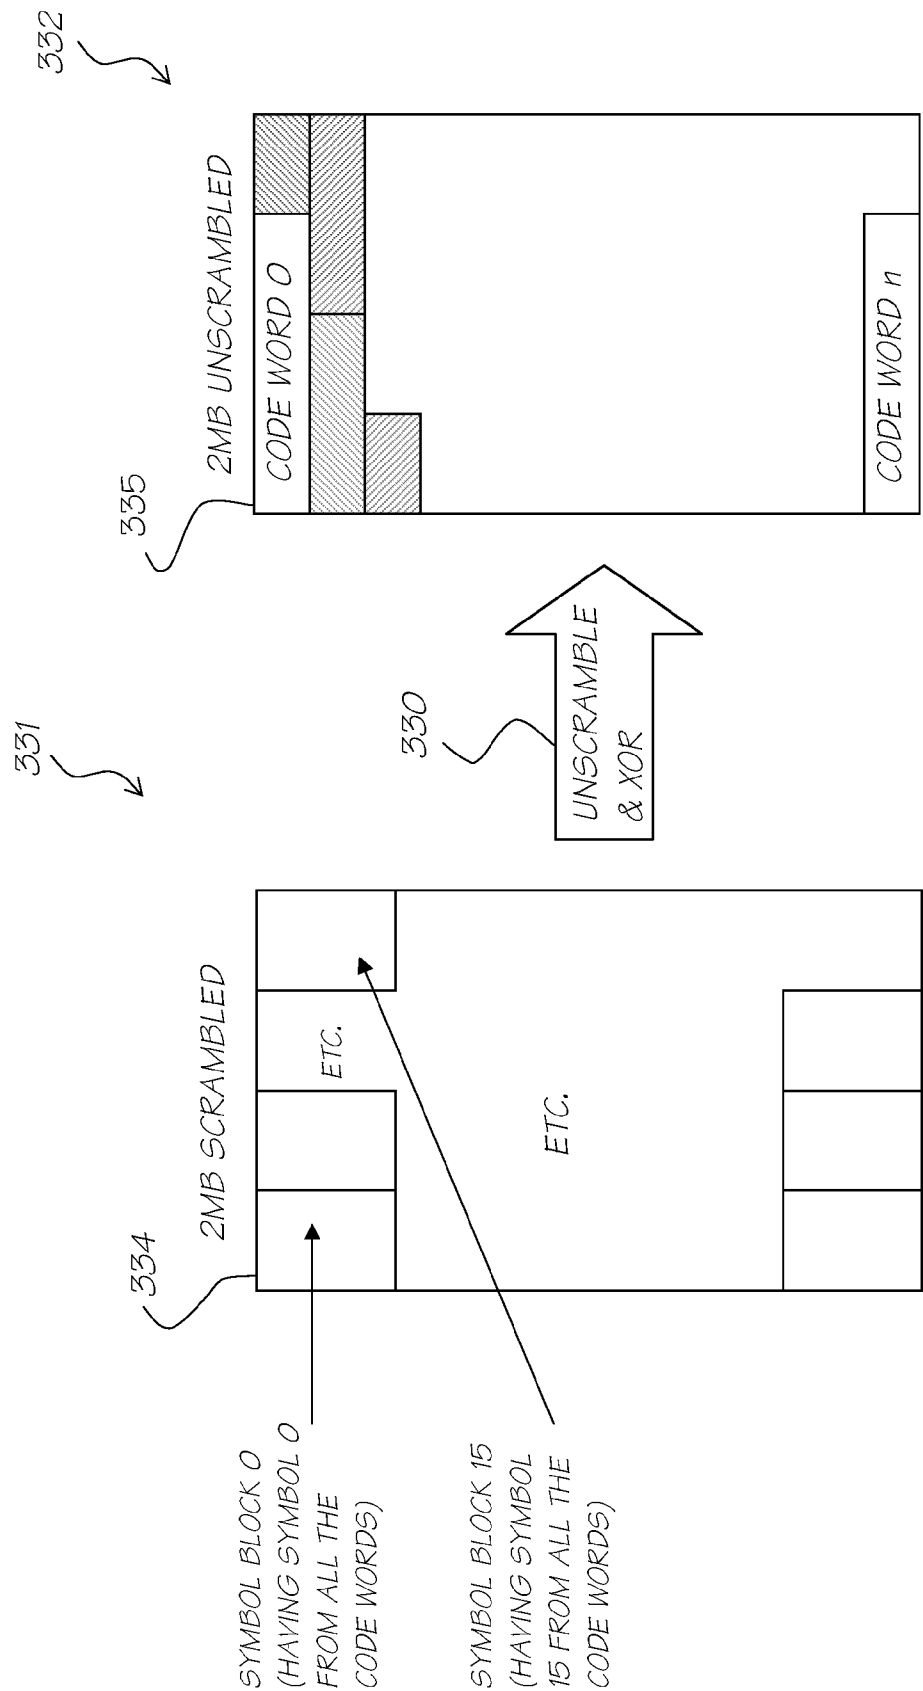 331
332
334
2MB SCRAMBLED
335
2MB UNSCRAMBLED
SYMBOL BLOCK 0
(HAVING SYMBOL 0
FROM ALL THE
CODE WORDS)
ETC.
CODE WORD 0
330
SYMBOL BLOCK 15
(HAVING SYMBOL
15 FROM ALL THE
CODE WORDS)
ETC.
UNSCRAMBLE
& XOR
CODE WORD n